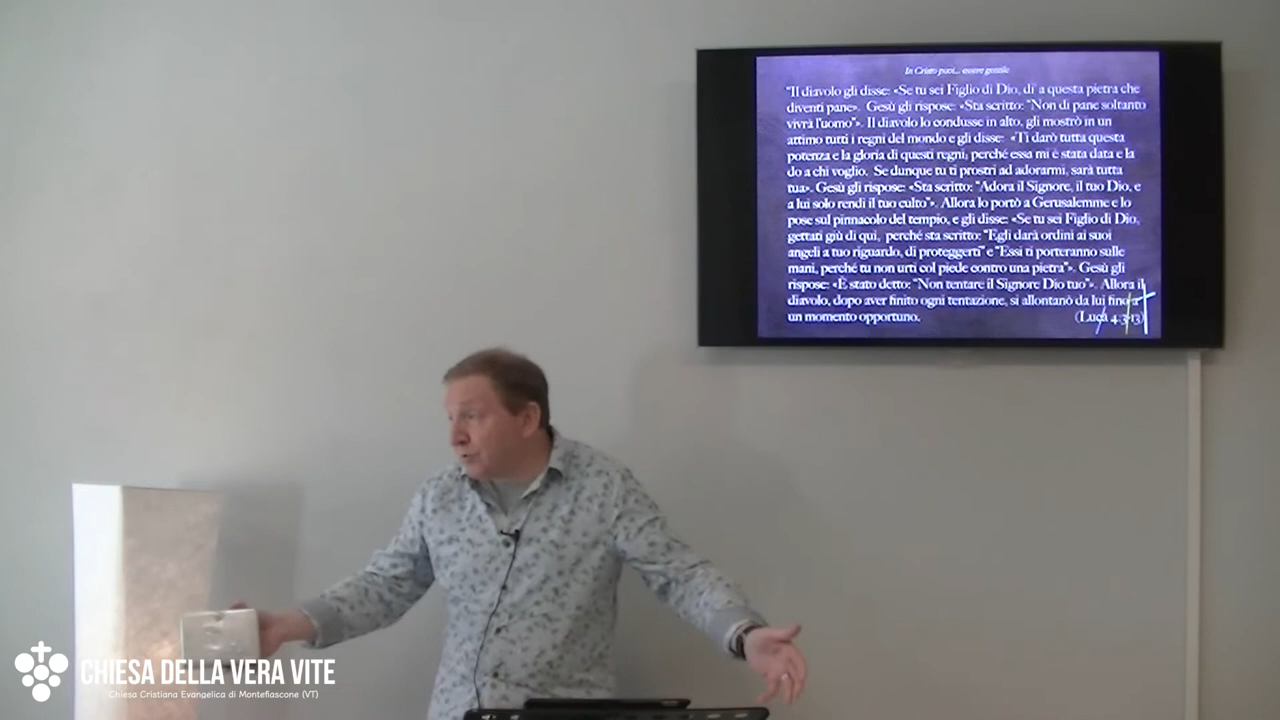 In Cristo puoi... essere gentile
"Il diavolo gli disse: «Se tu sei Figlio di Dio, di' a questa pietra che
diventi pane».  Gesù gli rispose: «Sta scritto: "Non di pane soltanto
vivrà l'uomo"». Il diavolo lo condusse in alto, gli mostrò in un
attimo tutti i regni del mondo e gli disse:  «Ti darò tutta questa
potenza e la gloria di questi regni, perché essa mi è stata data e la
do a chi voglio.  Se dunque tu ti prostri ad adorarmi, sarà tutta
tua». Gesù gli rispose: «Sta scritto: "Adora il Signore, il tuo Dio, e
a lui solo rendi il tuo culto"». Allora lo portò a Gerusalemme e lo
pose sul pinnacolo del tempio, e gli disse: «Se tu sei Figlio di Dio,
gettati giù di qui,  perché sta scritto: "Egli darà ordini ai suoi
angeli a tuo riguardo, di proteggerti" e "Essi ti porteranno sulle
mani, perché tu non urti col piede contro una pietra"». Gesù gli
rispose: «È stato detto: "Non tentare il Signore Dio tuo"». Allora il
diavolo, dopo aver finito ogni tentazione, si allontanò da lui fino a
un momento opportuno. (Luca 4:3-13)
CHIESA DELLA VERA VITE
Chiesa Cristiana Evangelica di Montefiascone (VT)